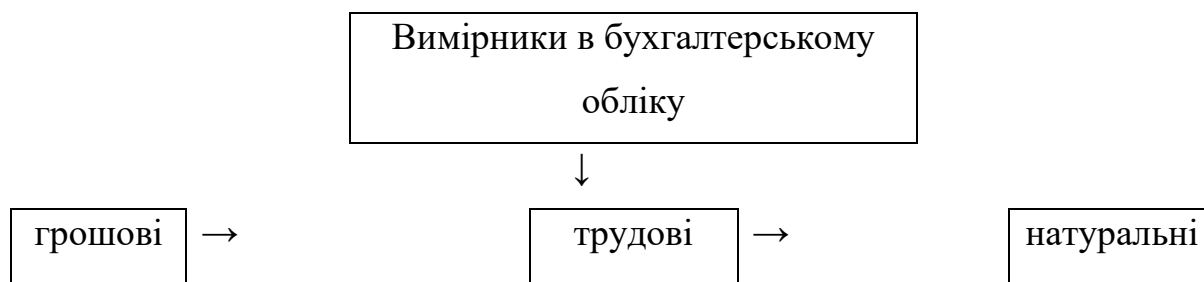 Вимірники в бухгалтерському
обліку
↓
грошові → трудові → натуральні